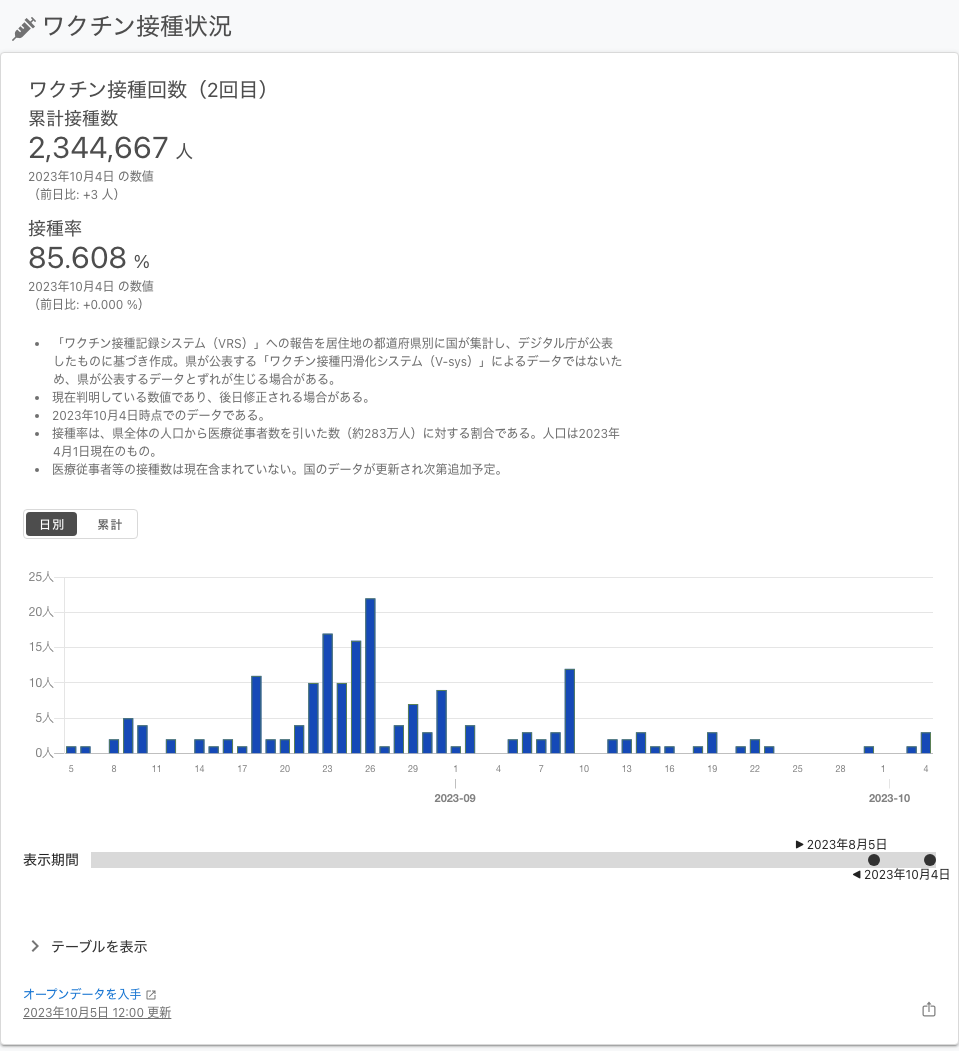 ワクチン接種状況
ワクチン接種回数（2回目）
累計接種数
2,344,667 人
2023年10月4日 の数値
（前日比: +3 人）
接種率
85.608 %
2023年10月4日 の数値
（前日比: +0.000 %）
• 「ワクチン接種記録システム（VRS）」への報告を居住地の都道府県別に国が集計し、デジタル庁が公表
したものに基づき作成。県が公表する「ワクチン接種円滑化システム（V-sys）」によるデータではないた
め、県が公表するデータとずれが生じる場合がある。
• 現在判明している数値であり、後日修正される場合がある。
• 2023年10月4日時点でのデータである。
• 接種率は、県全体の人口から医療従事者数を引いた数（約283万人）に対する割合である。人口は2023年
4月1日現在のもの。
• 医療従事者等の接種数は現在含まれていない。国のデータが更新され次第追加予定。
日別 累計
25人
20人
15人
10人
5人
0人
5 8 11 14 17 20 23 26 29 1 4 7 10 13 16 19 22 25 28 1 4
2023-09 2023-10
▶ 2023年8月5日
表示期間
◀ 2023年10月4日
テーブルを表示
オープンデータを入手
2023年10月5日 12:00 更新